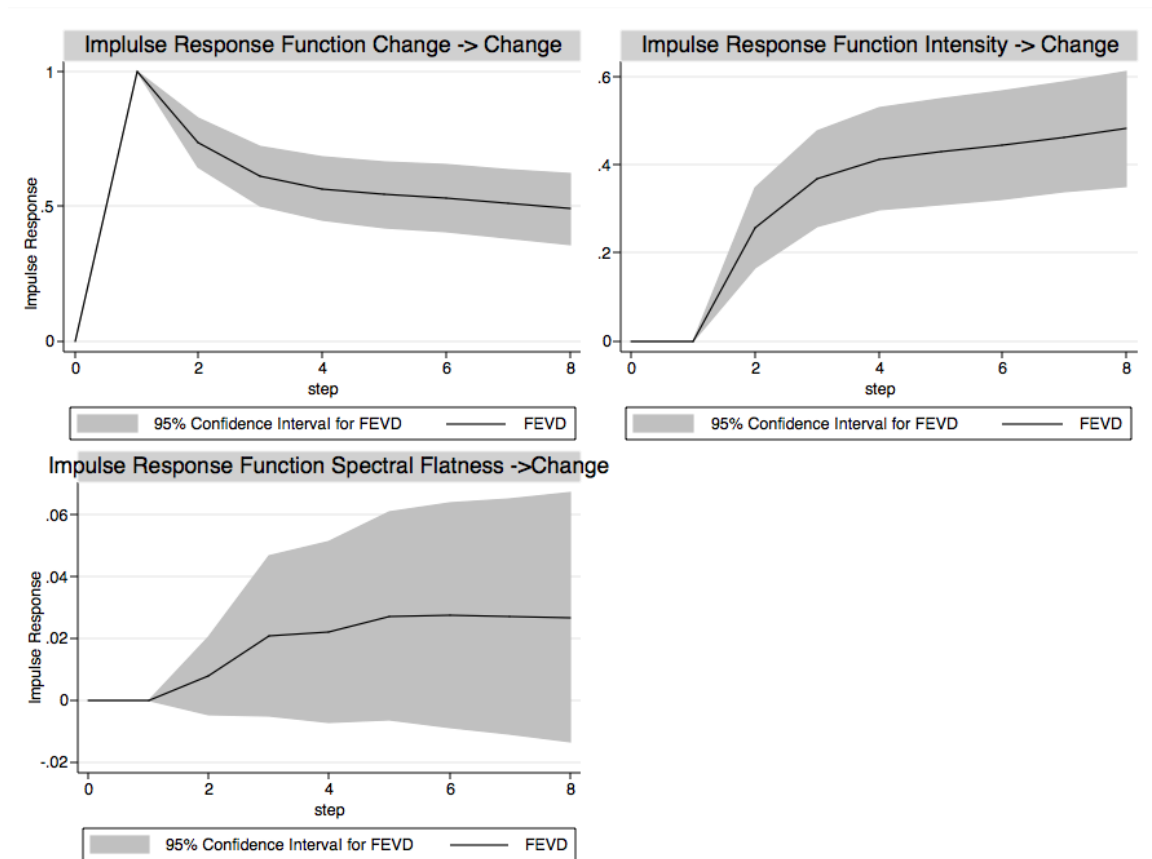 Implulse Response Function Change -> Change
1
.5
0
Impulse Response
0 2 4 6 8
step
95% Confidence Interval for FEVD FEVD
Impulse Response Function Intensity -> Change
.6
.4
.2
0
0 2 4 6 8
step
95% Confidence Interval for FEVD FEVD
Impulse Response Function Spectral Flatness ->Change
.06
.04
.02
0
-.02
Impulse Response
0 2 4 6 8
step
95% Confidence Interval for FEVD FEVD